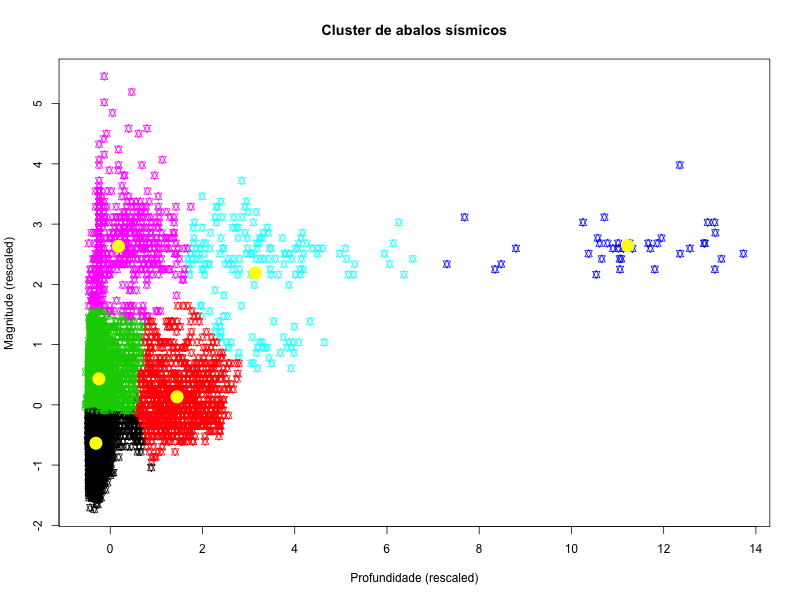 Cluster de abalos sísmicos
Magnitude (rescaled)
5
4
3
2
1
0
-1
-2
0 2 4 6 8 10 12 14
Profundidade (rescaled)